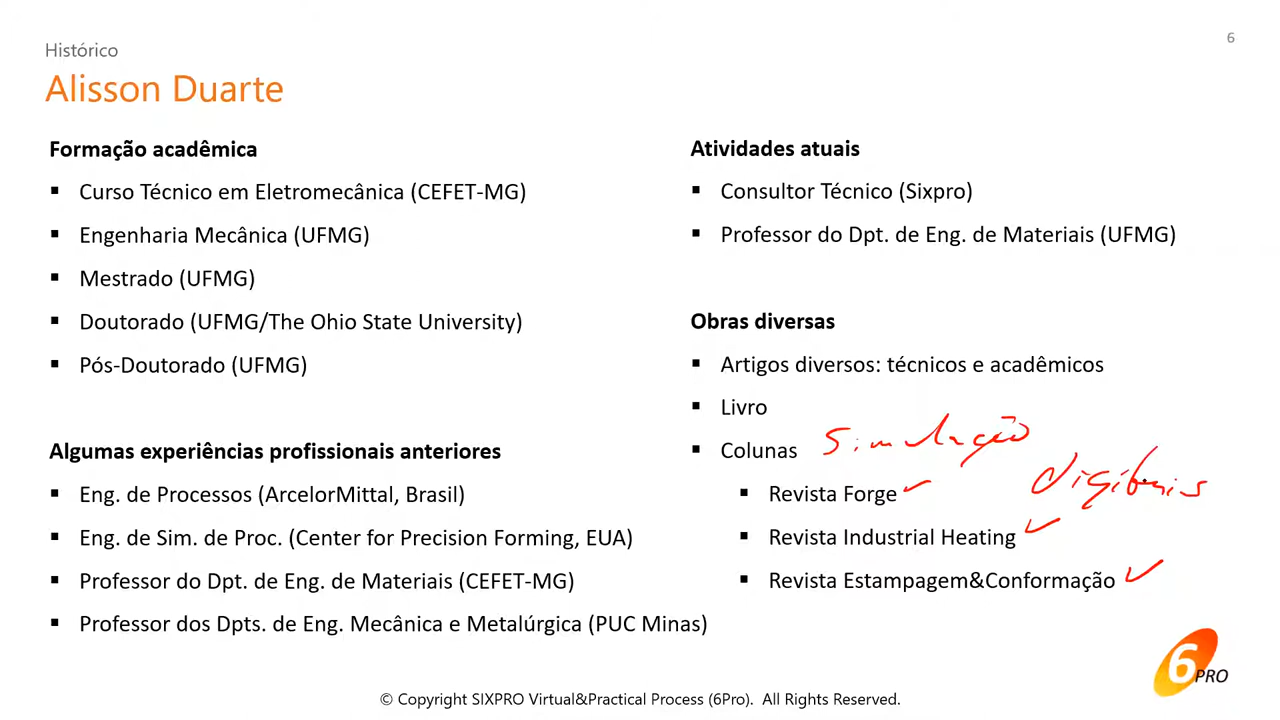 6
Histórico
Alisson Duarte
Formação acadêmica
▪ Curso Técnico em Eletromecânica (CEFET-MG)
▪ Engenharia Mecânica (UFMG)
▪ Mestrado (UFMG)
▪ Doutorado (UFMG/The Ohio State University)
▪ Pós-Doutorado (UFMG)
Algumas experiências profissionais anteriores
▪ Eng. de Processos (ArcelorMittal, Brasil)
▪ Eng. de Sim. de Proc. (Center for Precision Forming, EUA)
▪ Professor do Dpt. de Eng. de Materiais (CEFET-MG)
▪ Professor dos Dpts. de Eng. Mecânica e Metalúrgica (PUC Minas)
Atividades atuais
▪ Consultor Técnico (Sixpro)
▪ Professor do Dpt. de Eng. de Materiais (UFMG)
Obras diversas
▪ Artigos diversos: técnicos e acadêmicos
▪ Livro
▪ Colunas Simulação
▪ Revista Forge ✓
▪ Revista Industrial Heating ✓
▪ Revista Estampagem&Conformação ✓
6 PRO
© Copyright SIXPRO Virtual&Practical Process (6Pro). All Rights Reserved.